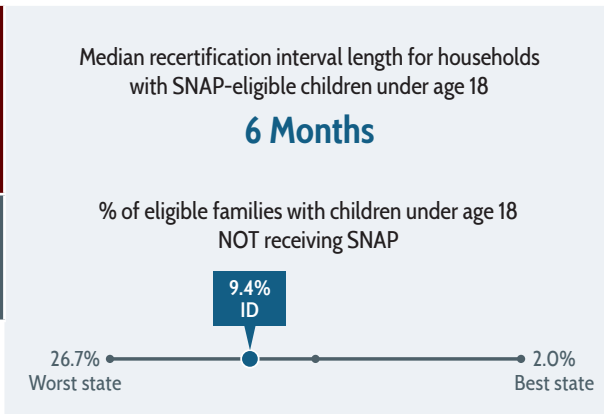 Median recertification interval length for households
with SNAP-eligible children under age 18
6 Months
% of eligible families with children under age 18
NOT receiving SNAP
9.4%
ID
26.7%
Worst state
2.0%
Best state